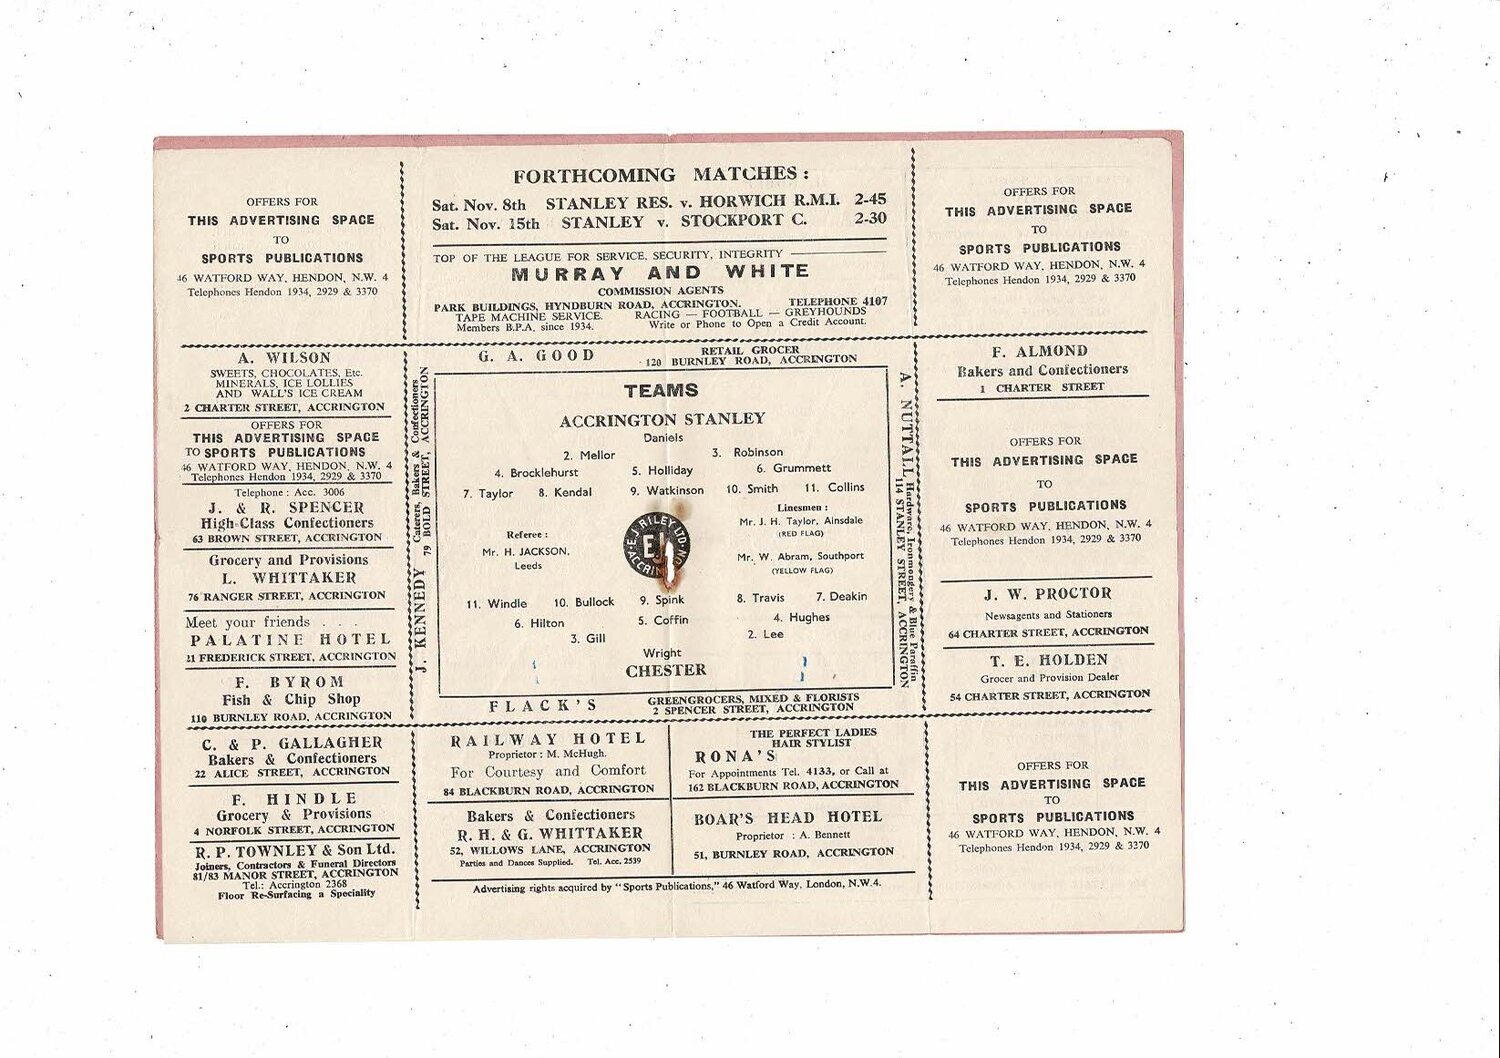 OFFERS FOR
THIS ADVERTISING SPACE
TO
SPORTS PUBLICATIONS
46 WATFORD WAY, HENDON, N.W. 4
Telephones Hendon 1934, 2929 & 3370
FORTHCOMING MATCHES :
Sat. Nov. 8th STANLEY RES. v. HORWICH R.M.I. 2-45
Sat. Nov. 15th STANLEY v. STOCKPORT C. 2-30
TOP OF THE LEAGUE FOR SERVICE, SECURITY, INTEGRITY
MURRAY AND WHITE
COMMISSION AGENTS
PARK BUILDINGS, HYNDBURN ROAD, ACCRINGTON. TELEPHONE 4107
TAPE MACHINE SERVICE. RACING — FOOTBALL — GREYHOUNDS
Members B.P.A. since 1934. Write or Phone to Open a Credit Account.
OFFERS FOR
THIS ADVERTISING SPACE
TO
SPORTS PUBLICATIONS
46 WATFORD WAY, HENDON, N.W. 4
Telephones Hendon 1934, 2929 & 3370
A. WILSON
SWEETS, CHOCOLATES, Etc.
MINERALS, ICE LOLLIES
AND WALL'S ICE CREAM
2 CHARTER STREET, ACCRINGTON
OFFERS FOR
THIS ADVERTISING SPACE
TO SPORTS PUBLICATIONS
46 WATFORD WAY, HENDON, N.W. 4
Telephones Hendon 1934, 2929 & 3370
Telephone : Acc. 3006
J. & R. SPENCER
High-Class Confectioners
63 BROWN STREET, ACCRINGTON
Grocery and Provisions
L. WHITTAKER
76 RANGER STREET, ACCRINGTON
Meet your friends . . .
PALATINE HOTEL
21 FREDERICK STREET, ACCRINGTON
F. BYROM
Fish & Chip Shop
110 BURNLEY ROAD, ACCRINGTON
C. & P. GALLAGHER
Bakers & Confectioners
22 ALICE STREET, ACCRINGTON
F. HINDLE
Grocery & Provisions
4 NORFOLK STREET, ACCRINGTON
R. P. TOWNLEY & Son Ltd.
Joiners, Contractors & Funeral Directors
81/83 MANOR STREET, ACCRINGTON
Tel.: Accrington 2368
Floor Re-Surfacing a Speciality
J. KENNEDY Caterers, Bakers & Confectioners
79 BOLD STREET, ACCRINGTON
G. A. GOOD RETAIL GROCER
120 BURNLEY ROAD, ACCRINGTON
TEAMS
ACCRINGTON STANLEY
Daniels
2. Mellor 3. Robinson
4. Brocklehurst 5. Holliday 6. Grummett
7. Taylor 8. Kendal 9. Watkinson 10. Smith 11. Collins
Referee :
Mr. H. JACKSON,
Leeds
E. J. RILEY LTD.
EJR
ACCRIN
Linesmen :
Mr. J. H. Taylor, Ainsdale
(RED FLAG)
Mr. W. Abram, Southport
(YELLOW FLAG)
11. Windle 10. Bullock 9. Spink 8. Travis 7. Deakin
6. Hilton 5. Coffin 4. Hughes
3. Gill 2. Lee
Wright
CHESTER
A. NUTTALL Hardware, Ironmongery & Blue Paraffin
114 STANLEY STREET, ACCRINGTON
FLACK'S GREENGROCERS, MIXED & FLORISTS
2 SPENCER STREET, ACCRINGTON
RAILWAY HOTEL
Proprietor : M. McHugh.
For Courtesy and Comfort
84 BLACKBURN ROAD, ACCRINGTON
THE PERFECT LADIES
HAIR STYLIST
RONA'S
For Appointments Tel. 4133, or Call at
162 BLACKBURN ROAD, ACCRINGTON
Bakers & Confectioners
R. H. & G. WHITTAKER
52, WILLOWS LANE, ACCRINGTON
Parties and Dances Supplied. Tel. Acc. 2539
BOAR'S HEAD HOTEL
Proprietor : A. Bennett
51, BURNLEY ROAD, ACCRINGTON
Advertising rights acquired by "Sports Publications," 46 Watford Way, London, N.W.4.
F. ALMOND
Bakers and Confectioners
1 CHARTER STREET
OFFERS FOR
THIS ADVERTISING SPACE
TO
SPORTS PUBLICATIONS
46 WATFORD WAY, HENDON, N.W. 4
Telephones Hendon 1934, 2929 & 3370
J. W. PROCTOR
Newsagents and Stationers
64 CHARTER STREET, ACCRINGTON
T. E. HOLDEN
Grocer and Provision Dealer
54 CHARTER STREET, ACCRINGTON
OFFERS FOR
THIS ADVERTISING SPACE
TO
SPORTS PUBLICATIONS
46 WATFORD WAY, HENDON, N.W. 4
Telephones Hendon 1934, 2929 & 3370